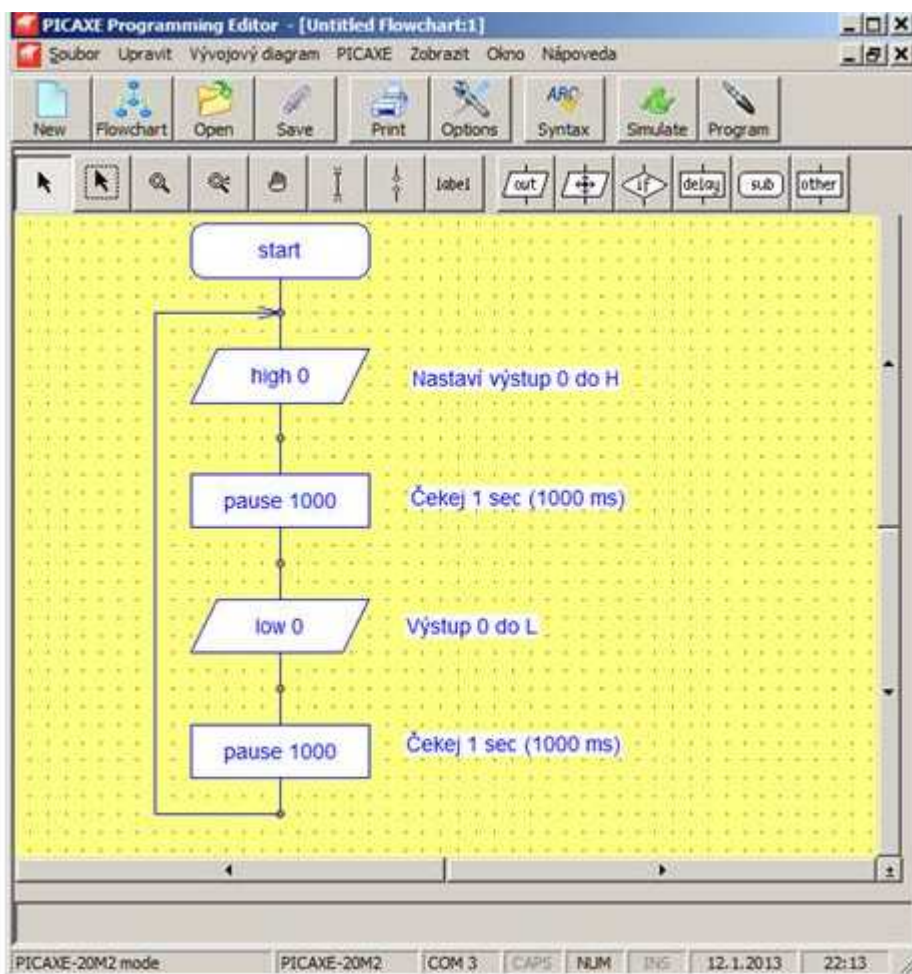 PICAXE Programming Editor - [Untitled Flowchart:1]
Soubor Upravit Vývojový diagram PICAXE Zobrazit Okno Nápoveda
New Flowchart Open Save Print Options Syntax Simulate Program
ABC
label out if delay sub other
start
high 0 Nastaví výstup 0 do H
pause 1000 Čekej 1 sec (1000 ms)
low 0 Výstup 0 do L
pause 1000 Čekej 1 sec (1000 ms)
PICAXE-20M2 mode PICAXE-20M2 COM 3 CAPS NUM INS 12.1.2013 22:13